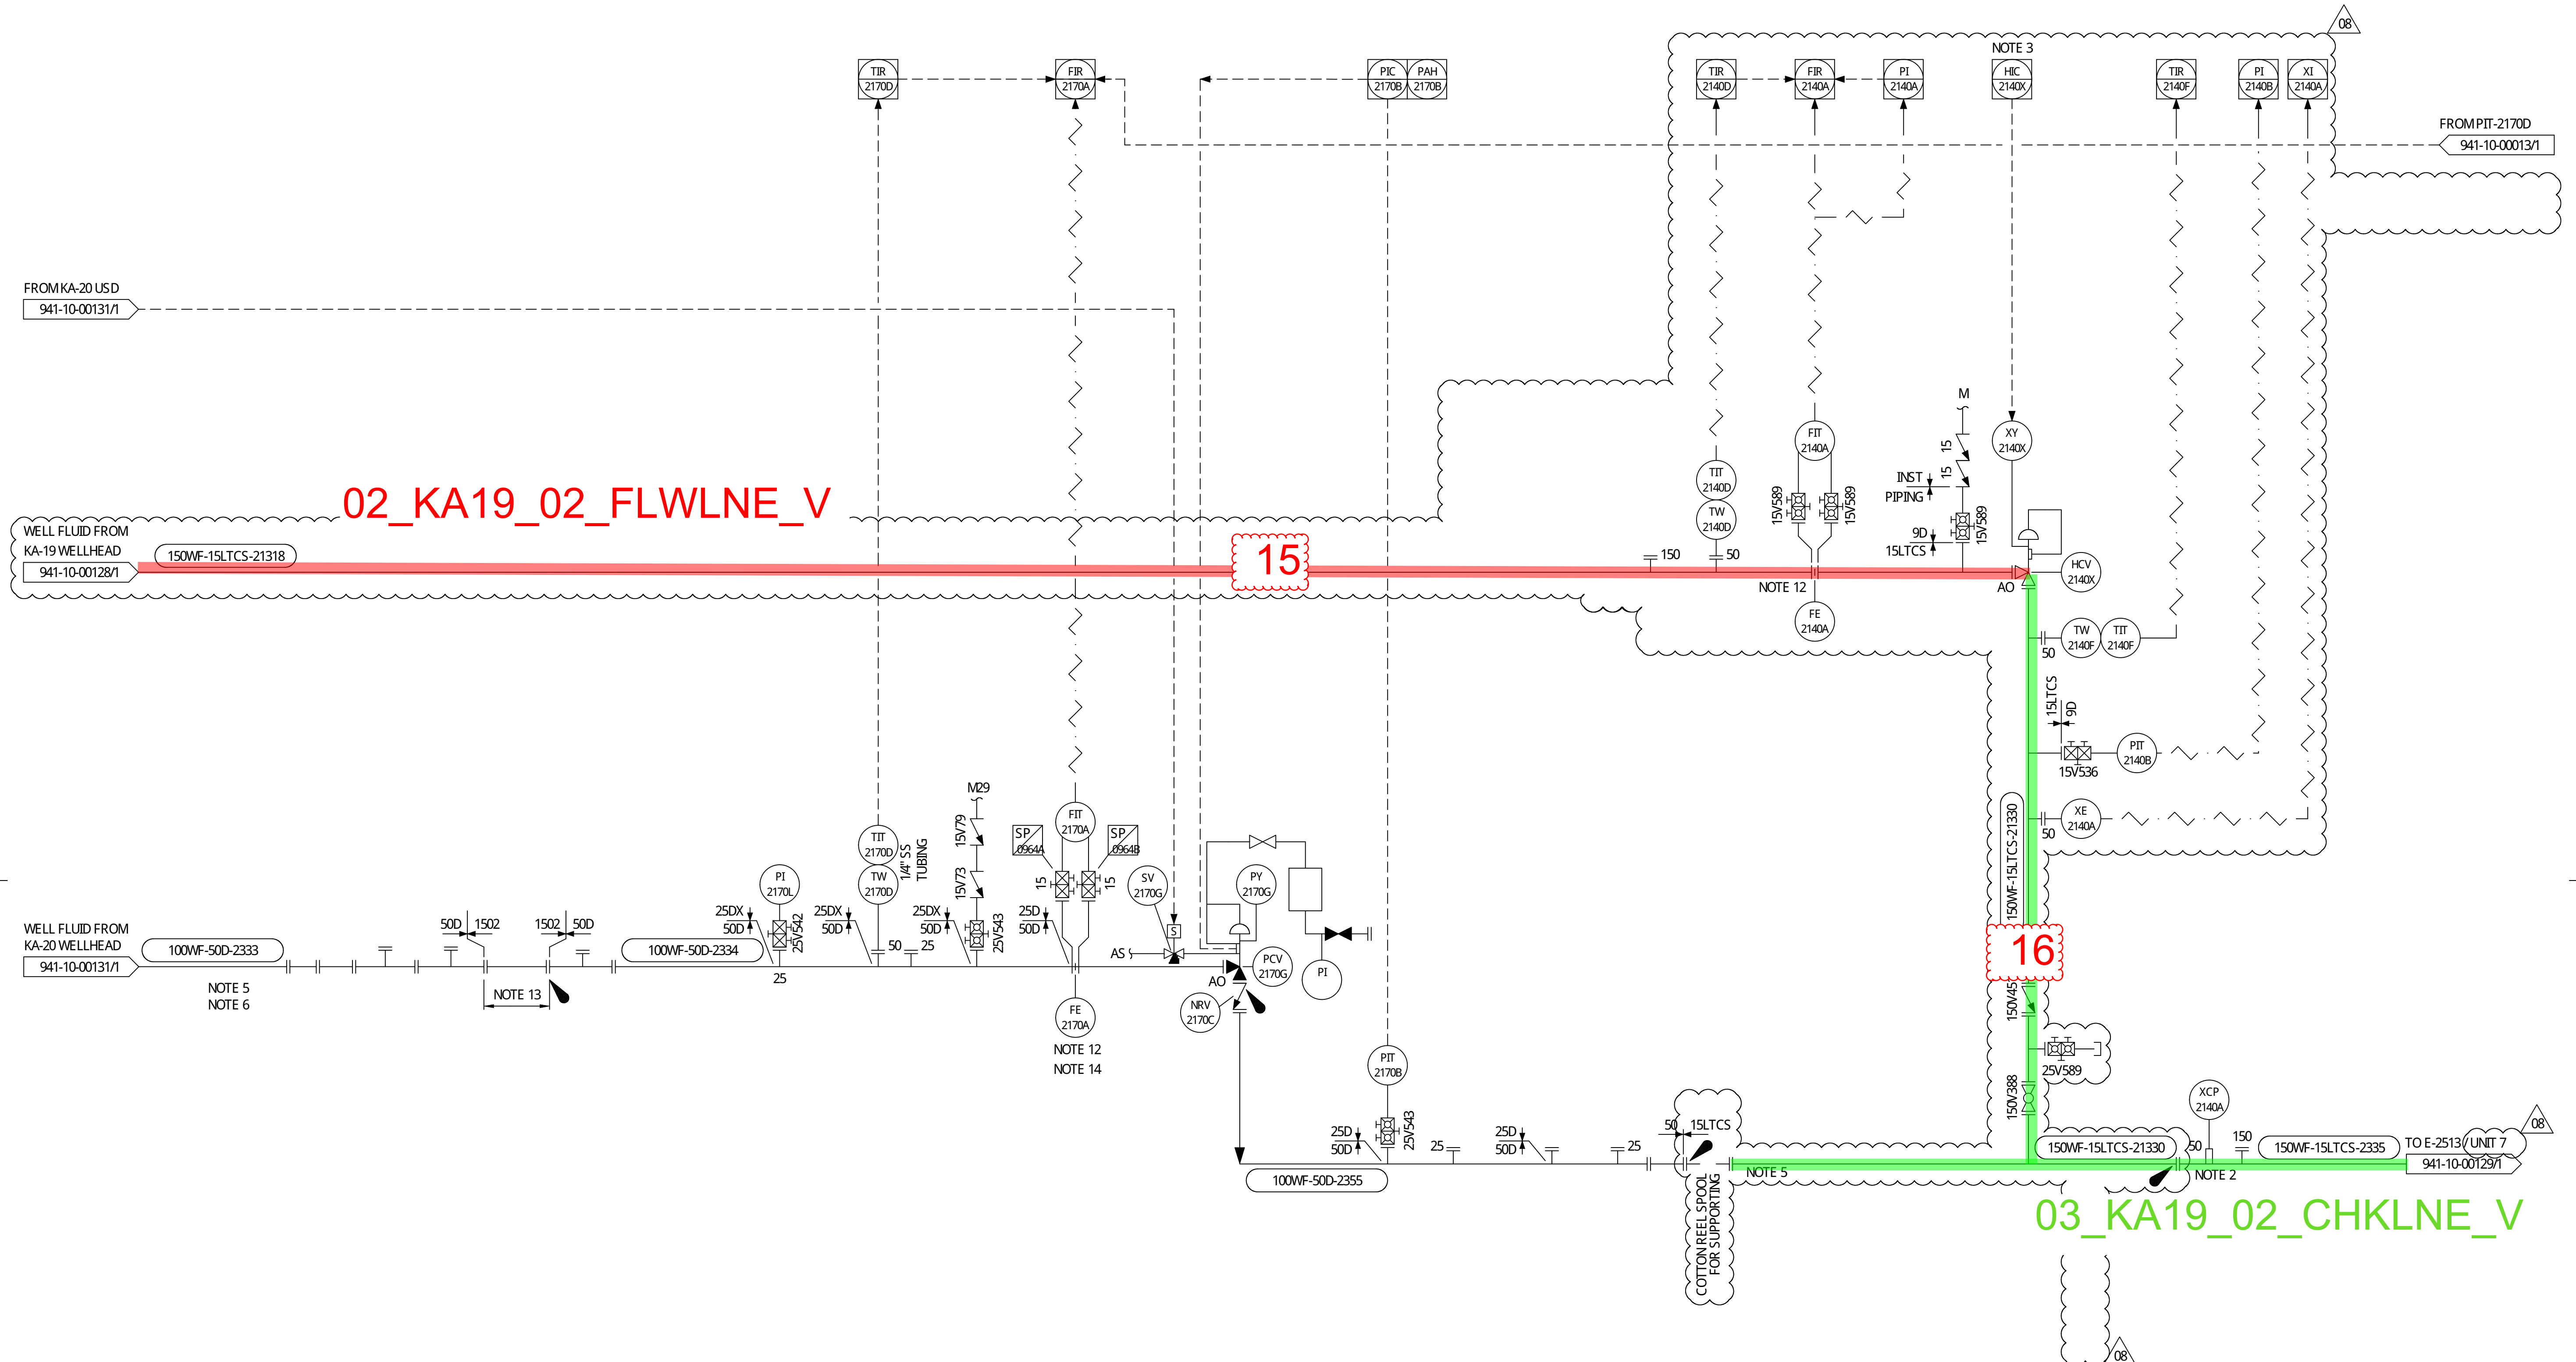 08
NOTE 3
TIR
2170D
FIR
2170A
PIC
2170B
PAH
2170B
TIR
2140D
FIR
2140A
PI
2140A
HIC
2140X
TIR
2140F
PI
2140B
XI
2140A
FROM PIT-2170D
941-10-00013/1
FROM KA-20 USD
941-10-00131/1
M
15
15
INST
PIPING
9D
15LTCS
15V589
FIT
2140A
15V589
15V589
XY
2140X
TIT
2140D
TW
2140D
02_KA19_02_FLWLNE_V
WELL FLUID FROM
KA-19 WELLHEAD
941-10-00128/1
150WF-15LTCS-21318
15
150
50
NOTE 12
FE
2140A
AO
HCV
2140X
TW
2140F
TIT
2140F
50
15LTCS
9D
15V536
PIT
2140B
150WF-15LTCS-21330
XE
2140A
50
M29
15V79
15V73
25V543
SP
0964A
FIT
2170A
SP
0964B
15
15
TIT
2170D
TW
2170D
1/4" SS
TUBING
PI
2170L
25V542
SV
2170G
PY
2170G
S
AS
PCV
2170G
PI
AO
NRV
2170C
WELL FLUID FROM
KA-20 WELLHEAD
941-10-00131/1
100WF-50D-2333
50D
1502
1502
50D
100WF-50D-2334
25DX
50D
25DX
50D
50
25
25DX
50D
25D
50D
25
NOTE 5
NOTE 6
NOTE 13
FE
2170A
NOTE 12
NOTE 14
16
150V45
25V589
150V388
PIT
2170B
25V543
25D
50D
25
25D
50D
25
50
15LTCS
100WF-50D-2355
COTTON REEL SPOOL
FOR SUPPORTING
NOTE 5
XCP
2140A
150WF-15LTCS-21330
50
150
150WF-15LTCS-2335
NOTE 2
TO E-2513 / UNIT 7
941-10-00129/1
08
03_KA19_02_CHKLNE_V
08